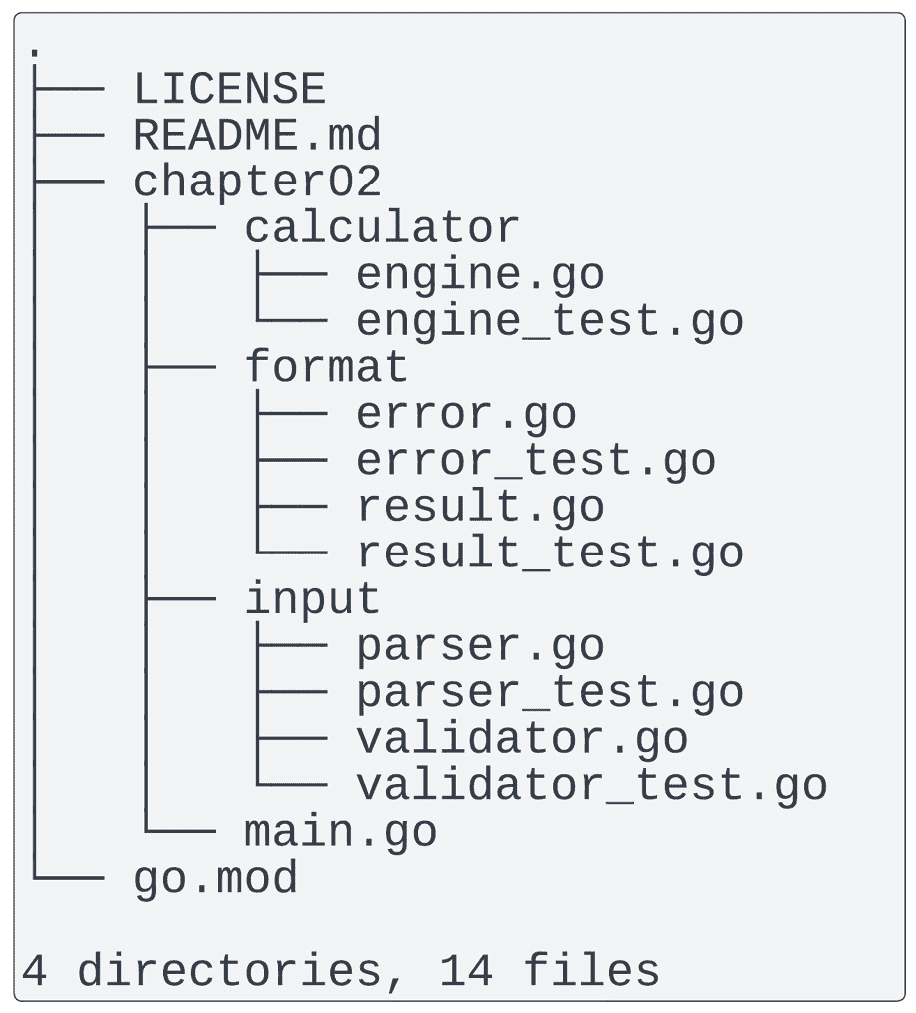 .
├── LICENSE
├── README.md
├── chapter02
│   ├── calculator
│   │   ├── engine.go
│   │   └── engine_test.go
│   ├── format
│   │   ├── error.go
│   │   ├── error_test.go
│   │   ├── result.go
│   │   └── result_test.go
│   ├── input
│   │   ├── parser.go
│   │   ├── parser_test.go
│   │   ├── validator.go
│   │   └── validator_test.go
│   └── main.go
└── go.mod
4 directories, 14 files